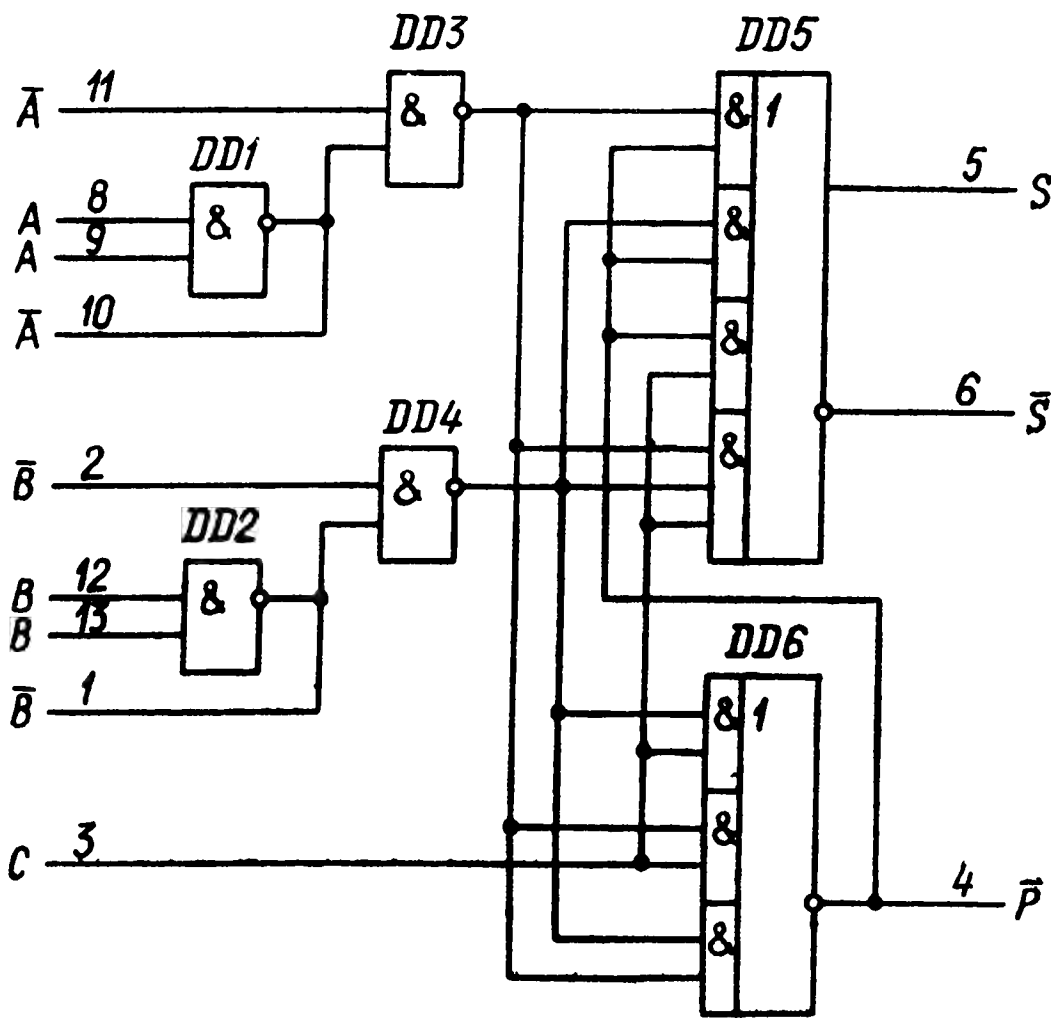 DD3
DD5
Ā 11
& & 1
DD1
5 S
A 8
& &
A 9
Ā 10
&
6 S̄
DD4
&
B̄ 2
&
DD2
B 12
&
B 13
DD6
B̄ 1
& 1
&
C 3
4 P̄
&